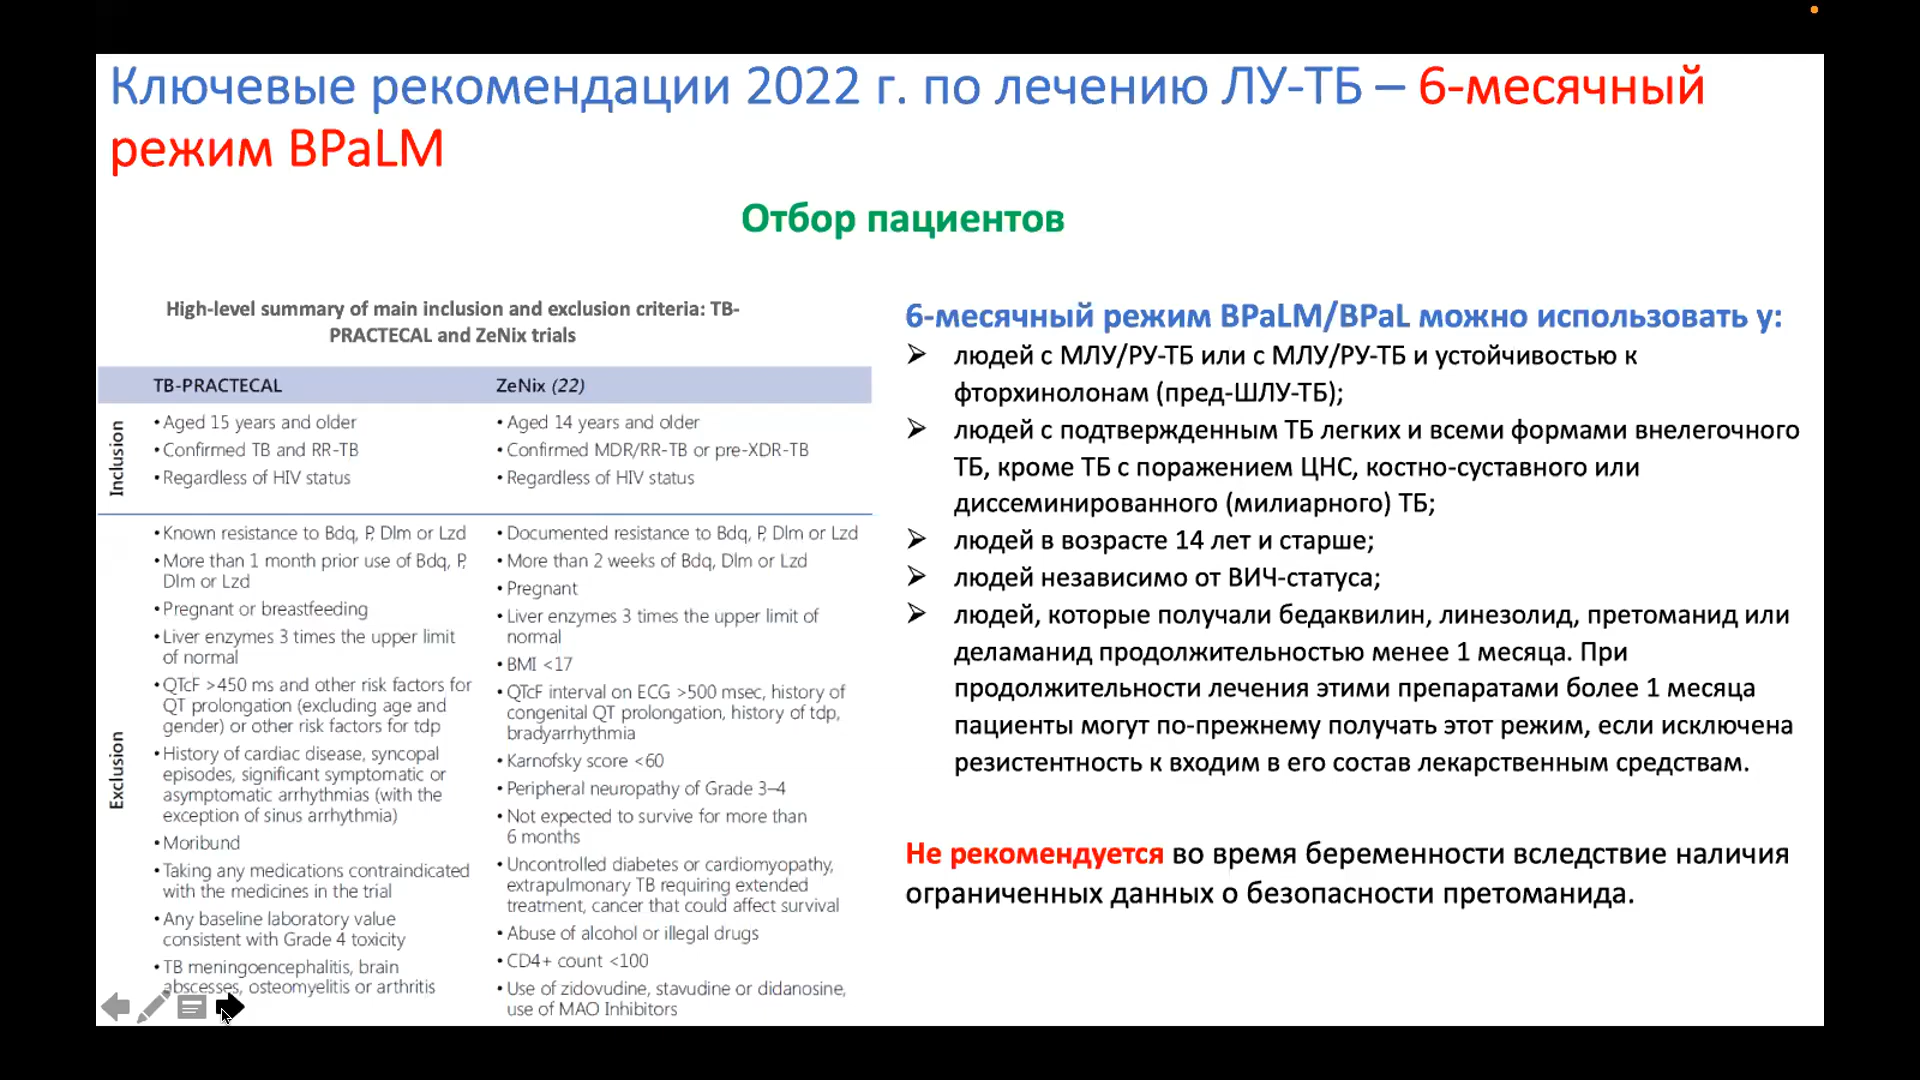 Ключевые рекомендации 2022 г. по лечению ЛУ-ТБ – 6-месячный
режим BPaLM
Отбор пациентов
High-level summary of main inclusion and exclusion criteria: TB-
PRACTECAL and ZeNix trials
TB-PRACTECAL
ZeNix (22)
Inclusion
• Aged 15 years and older
• Confirmed TB and RR-TB
• Regardless of HIV status
• Aged 14 years and older
• Confirmed MDR/RR-TB or pre-XDR-TB
• Regardless of HIV status
Exclusion
• Known resistance to Bdq, P, Dlm or Lzd
• More than 1 month prior use of Bdq, P,
Dlm or Lzd
• Pregnant or breastfeeding
• Liver enzymes 3 times the upper limit
of normal
• QTcF >450 ms and other risk factors for
QT prolongation (excluding age and
gender) or other risk factors for tdp
• History of cardiac disease, syncopal
episodes, significant symptomatic or
asymptomatic arrhythmias (with the
exception of sinus arrhythmia)
• Moribund
• Taking any medications contraindicated
with the medicines in the trial
• Any baseline laboratory value
consistent with Grade 4 toxicity
• TB meningoencephalitis, brain
abscesses, osteomyelitis or arthritis
• Documented resistance to Bdq, P, Dlm or Lzd
• More than 2 weeks of Bdq, Dlm or Lzd
• Pregnant
• Liver enzymes 3 times the upper limit of
normal
• BMI <17
• QTcF interval on ECG >500 msec, history of
congenital QT prolongation, history of tdp,
bradyarrhythmia
• Karnofsky score <60
• Peripheral neuropathy of Grade 3–4
• Not expected to survive for more than
6 months
• Uncontrolled diabetes or cardiomyopathy,
extrapulmonary TB requiring extended
treatment, cancer that could affect survival
• Abuse of alcohol or illegal drugs
• CD4+ count <100
• Use of zidovudine, stavudine or didanosine,
use of MAO Inhibitors
6-месячный режим BPaLM/BPaL можно использовать у:
➢ людей с МЛУ/РУ-ТБ или с МЛУ/РУ-ТБ и устойчивостью к
фторхинолонам (пред-ШЛУ-ТБ);
➢ людей с подтвержденным ТБ легких и всеми формами внелегочного
ТБ, кроме ТБ с поражением ЦНС, костно-суставного или
диссеминированного (милиарного) ТБ;
➢ людей в возрасте 14 лет и старше;
➢ людей независимо от ВИЧ-статуса;
➢ людей, которые получали бедаквилин, линезолид, претоманид или
деламанид продолжительностью менее 1 месяца. При
продолжительности лечения этими препаратами более 1 месяца
пациенты могут по-прежнему получать этот режим, если исключена
резистентность к входим в его состав лекарственным средствам.
Не рекомендуется во время беременности вследствие наличия
ограниченных данных о безопасности претоманида.